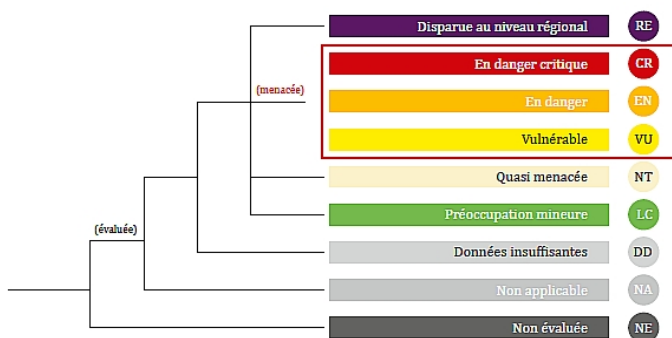 Disparue au niveau régional RE
En danger critique CR
(menacée)
En danger EN
Vulnérable VU
Quasi menacée NT
Préoccupation mineure LC
(évaluée)
Données insuffisantes DD
Non applicable NA
Non évaluée NE